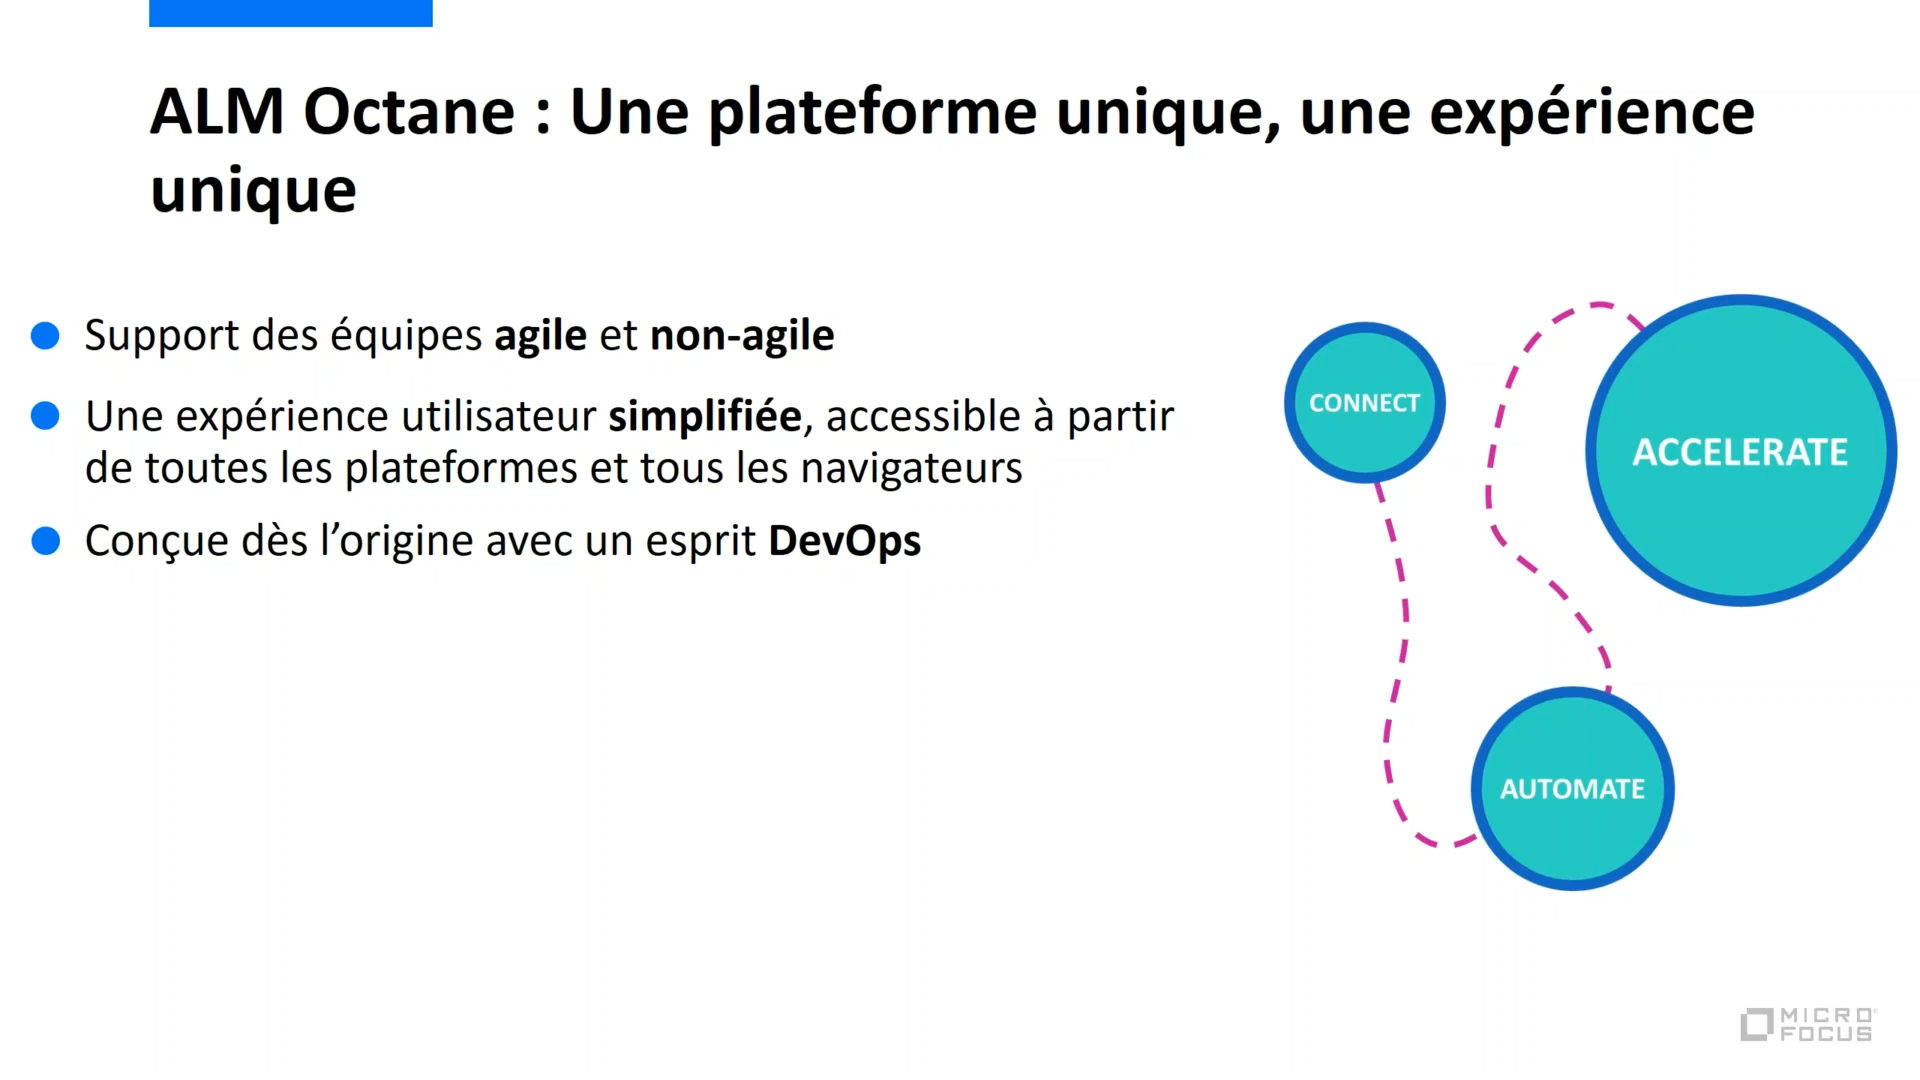 ALM Octane : Une plateforme unique, une expérience
unique
Support des équipes agile et non-agile
Une expérience utilisateur simplifiée, accessible à partir
de toutes les plateformes et tous les navigateurs
Conçue dès l’origine avec un esprit DevOps
CONNECT
ACCELERATE
AUTOMATE
MICRO
FOCUS